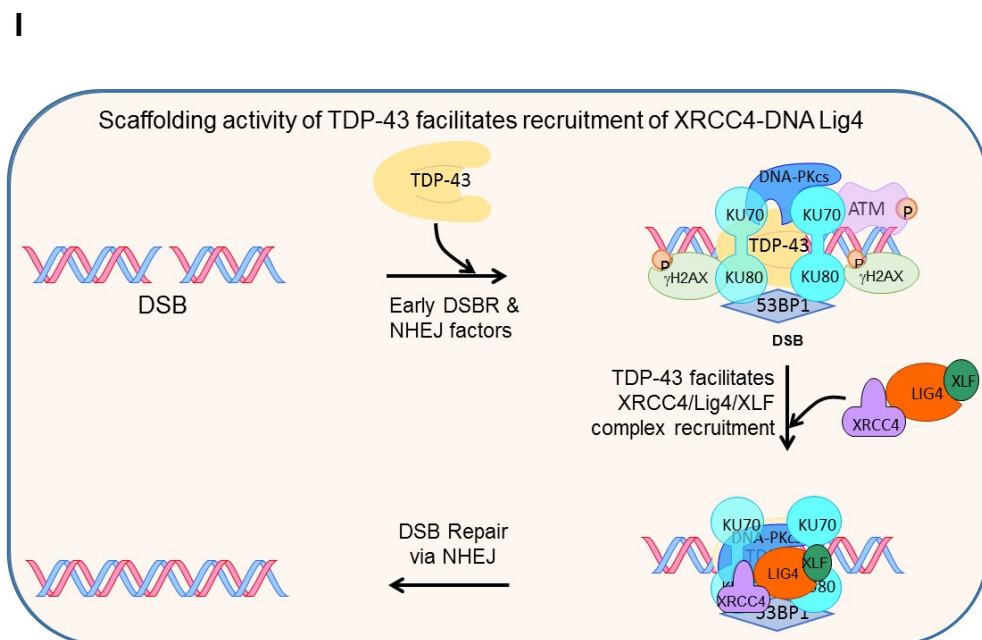 I
Scaffolding activity of TDP-43 facilitates recruitment of XRCC4-DNA Lig4
TDP-43
DSB
Early DSBR &
NHEJ factors
DNA-PKcs
KU70
KU70
ATM
P
TDP-43
P
P
γH2AX
KU80
KU80
γH2AX
53BP1
DSB
TDP-43 facilitates
XRCC4/Lig4/XLF
complex recruitment
XLF
LIG4
XRCC4
DSB Repair
via NHEJ
KU70
KU70
DNA-PKcs
XLF
LIG4
80
XRCC4
53BP1